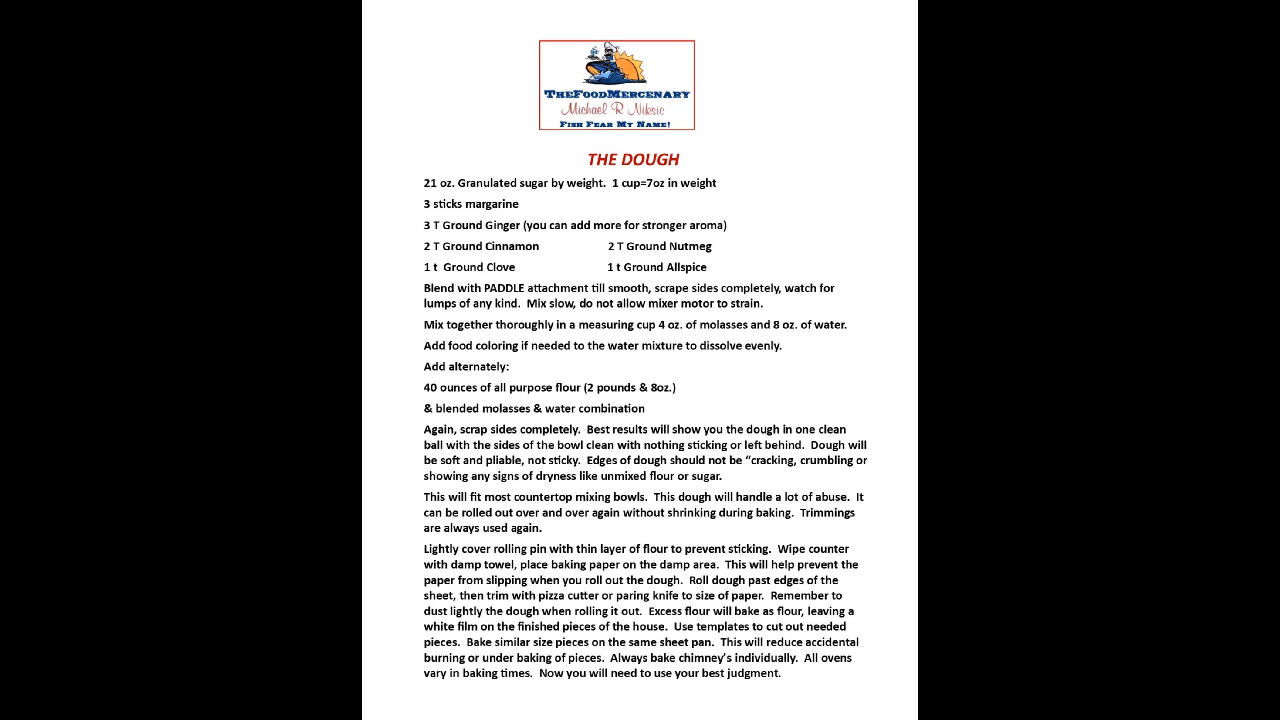 THEFOODMERCENARY
Michael R Niksic
FISH FEAR MY NAME!
THE DOUGH
21 oz. Granulated sugar by weight.  1 cup=7oz in weight
3 sticks margarine
3 T Ground Ginger (you can add more for stronger aroma)
2 T Ground Cinnamon 2 T Ground Nutmeg
1 t  Ground Clove 1 t Ground Allspice
Blend with PADDLE attachment till smooth, scrape sides completely, watch for
lumps of any kind.  Mix slow, do not allow mixer motor to strain.
Mix together thoroughly in a measuring cup 4 oz. of molasses and 8 oz. of water.
Add food coloring if needed to the water mixture to dissolve evenly.
Add alternately:
40 ounces of all purpose flour (2 pounds & 8oz.)
& blended molasses & water combination
Again, scrap sides completely.  Best results will show you the dough in one clean
ball with the sides of the bowl clean with nothing sticking or left behind.  Dough will
be soft and pliable, not sticky.  Edges of dough should not be “cracking, crumbling or
showing any signs of dryness like unmixed flour or sugar.
This will fit most countertop mixing bowls.  This dough will handle a lot of abuse.  It
can be rolled out over and over again without shrinking during baking.  Trimmings
are always used again.
Lightly cover rolling pin with thin layer of flour to prevent sticking.  Wipe counter
with damp towel, place baking paper on the damp area.  This will help prevent the
paper from slipping when you roll out the dough.  Roll dough past edges of the
sheet, then trim with pizza cutter or paring knife to size of paper.  Remember to
dust lightly the dough when rolling it out.  Excess flour will bake as flour, leaving a
white film on the finished pieces of the house.  Use templates to cut out needed
pieces.  Bake similar size pieces on the same sheet pan.  This will reduce accidental
burning or under baking of pieces.  Always bake chimney’s individually.  All ovens
vary in baking times.  Now you will need to use your best judgment.